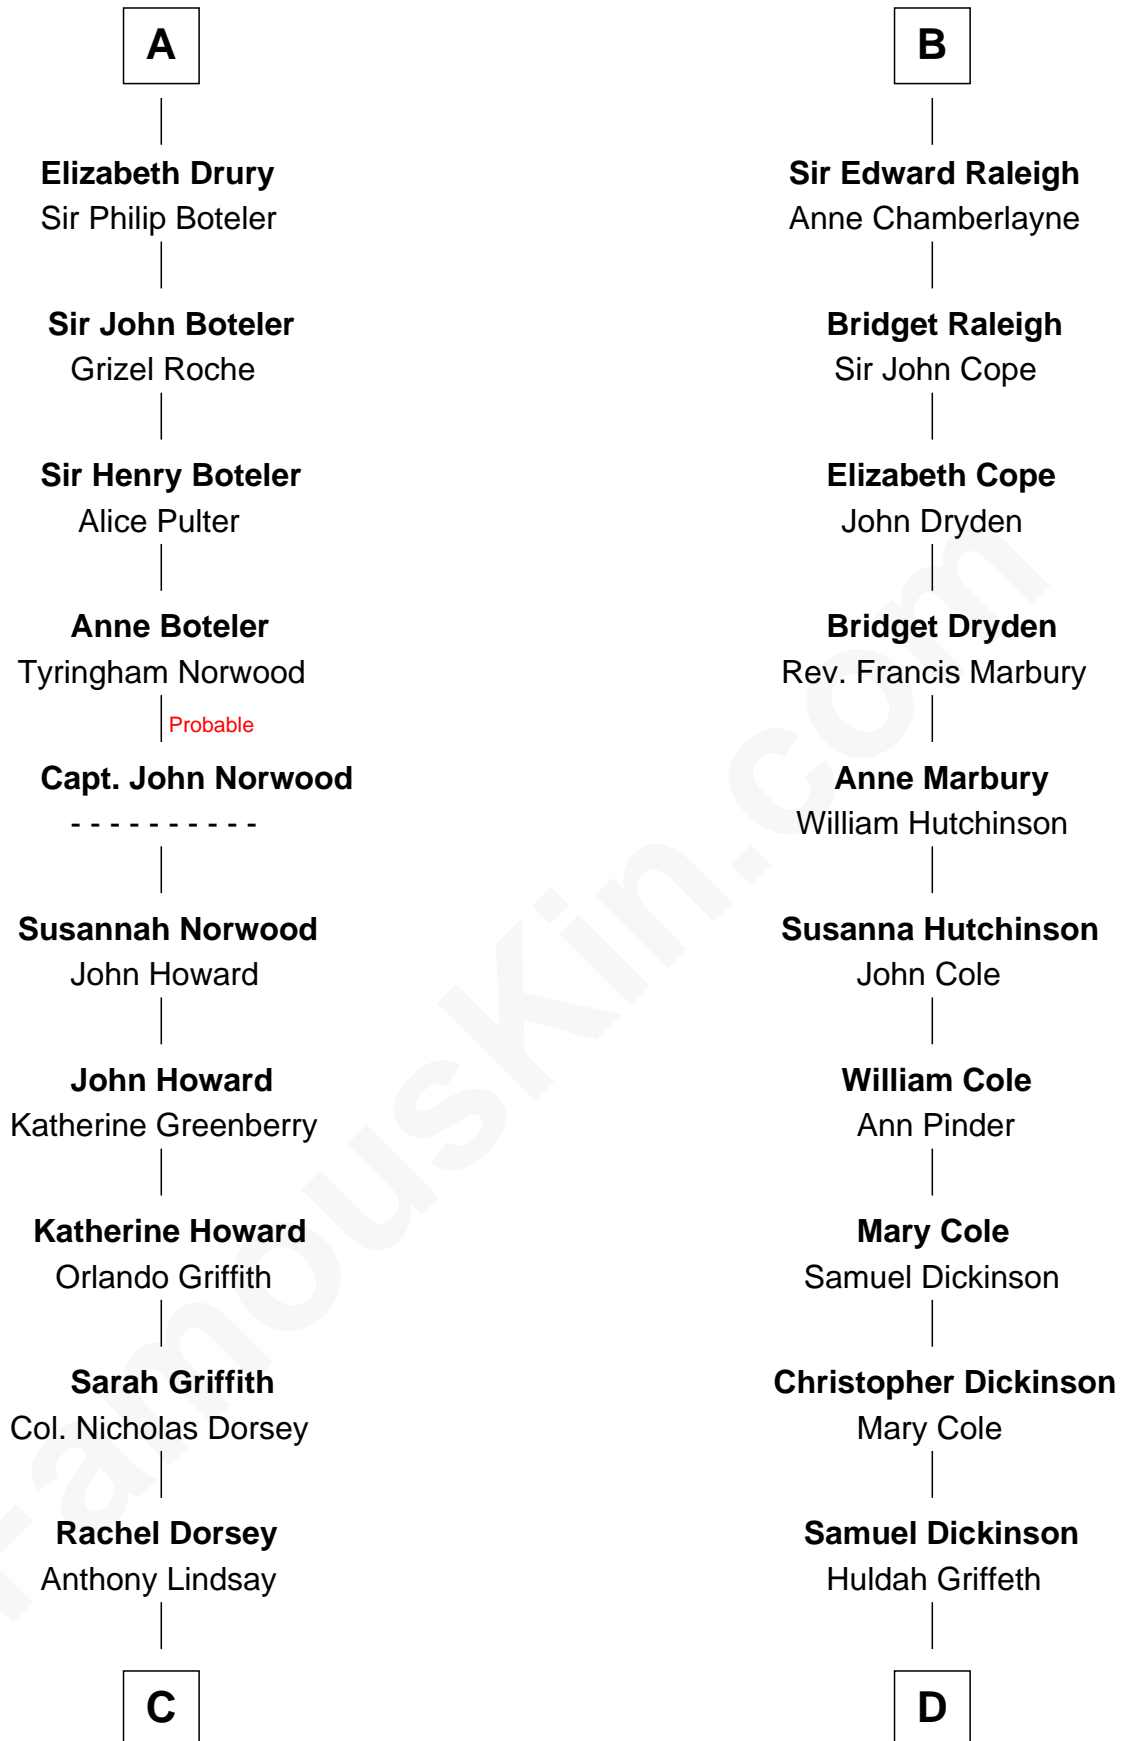 A
Elizabeth Drury
Sir Philip Boteler
Sir John Boteler
Grizel Roche
Sir Henry Boteler
Alice Pulter
Anne Boteler
Tyringham Norwood
Probable
Capt. John Norwood
- - - - - - - - - -
Susannah Norwood
John Howard
John Howard
Katherine Greenberry
Katherine Howard
Orlando Griffith
Sarah Griffith
Col. Nicholas Dorsey
Rachel Dorsey
Anthony Lindsay
C
B
Sir Edward Raleigh
Anne Chamberlayne
Bridget Raleigh
Sir John Cope
Elizabeth Cope
John Dryden
Bridget Dryden
Rev. Francis Marbury
Anne Marbury
William Hutchinson
Susanna Hutchinson
John Cole
William Cole
Ann Pinder
Mary Cole
Samuel Dickinson
Christopher Dickinson
Mary Cole
Samuel Dickinson
Huldah Griffeth
D
FamousKin.com